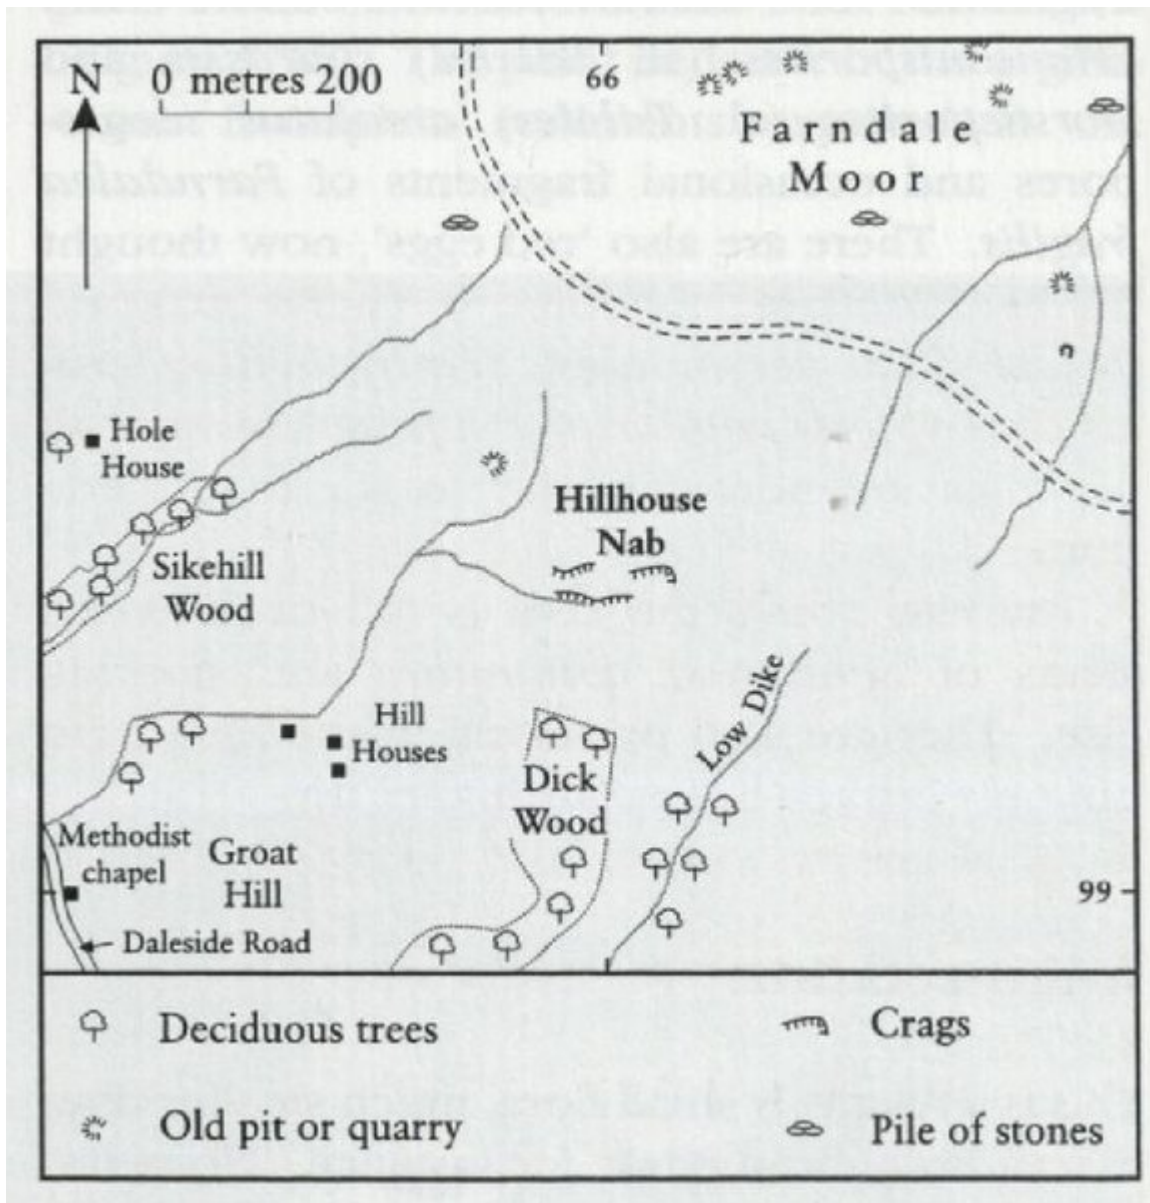 N 0 metres 200
66
Farndale
Moor
Hole
House
Hillhouse
Nab
Sikehill
Wood
Low Dike
Hill
Houses
Dick
Wood
Methodist
chapel
Groat
Hill
99
Daleside Road
Deciduous trees
Crags
Old pit or quarry
Pile of stones